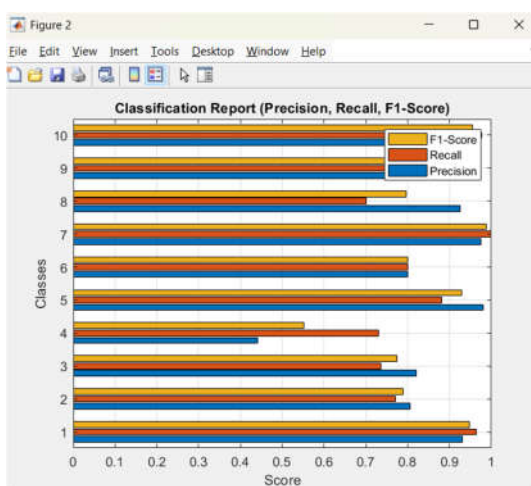 Figure 2
File Edit View Insert Tools Desktop Window Help
Classification Report (Precision, Recall, F1-Score)
10
9
8
7
6
5
4
3
2
1
Classes
F1-Score
Recall
Precision
0 0.1 0.2 0.3 0.4 0.5 0.6 0.7 0.8 0.9 1
Score